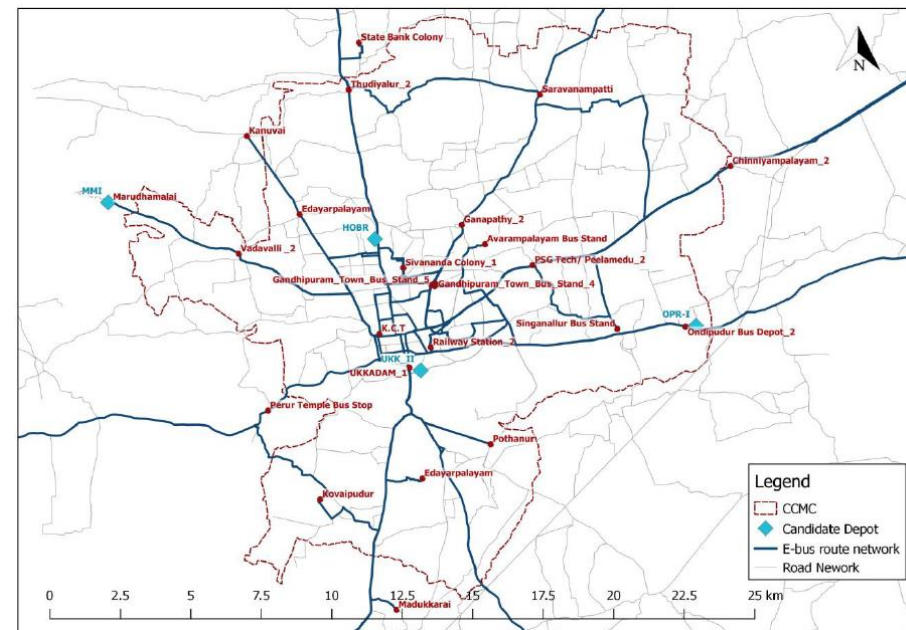 State Bank Colony
N
Thudiyalur_2
Saravanampatti
Kanuvai
Chinniyampalayam_2
MMI
Marudhamalai
Edayarpalayam
Ganapathy_2
HOBR
Avarampalayam Bus Stand
Vadavalli _2
Sivananda Colony_1
PSG Tech/ Peelamedu_2
Gandhipuram_Town_Bus_Stand_5
Gandhipuram_Town_Bus_Stand_4
OPR-I
Singanallur Bus Stand
Ondipudur Bus Depot_2
K.C.T
Railway Station_2
UKK_II
UKKADAM_1
Perur Temple Bus Stop
Pothanur
Edayarpalayam
Kovaipudur
Legend
CCMC
Candidate Depot
E-bus route network
Road Nework
Madukkarai
0 2.5 5 7.5 10 12.5 15 17.5 20 22.5 25 km